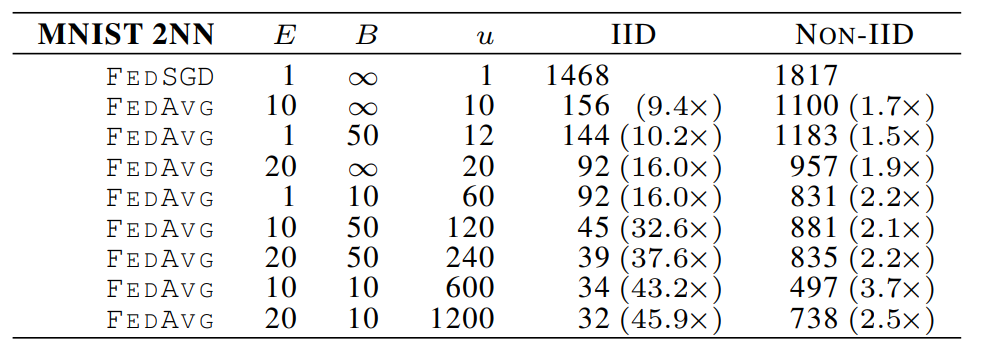 MNIST 2NN E B u IID NON-IID
FEDSGD 1 ∞ 1 1468 1817
FEDAVG 10 ∞ 10 156 (9.4×) 1100 (1.7×)
FEDAVG 1 50 12 144 (10.2×) 1183 (1.5×)
FEDAVG 20 ∞ 20 92 (16.0×) 957 (1.9×)
FEDAVG 1 10 60 92 (16.0×) 831 (2.2×)
FEDAVG 10 50 120 45 (32.6×) 881 (2.1×)
FEDAVG 20 50 240 39 (37.6×) 835 (2.2×)
FEDAVG 10 10 600 34 (43.2×) 497 (3.7×)
FEDAVG 20 10 1200 32 (45.9×) 738 (2.5×)